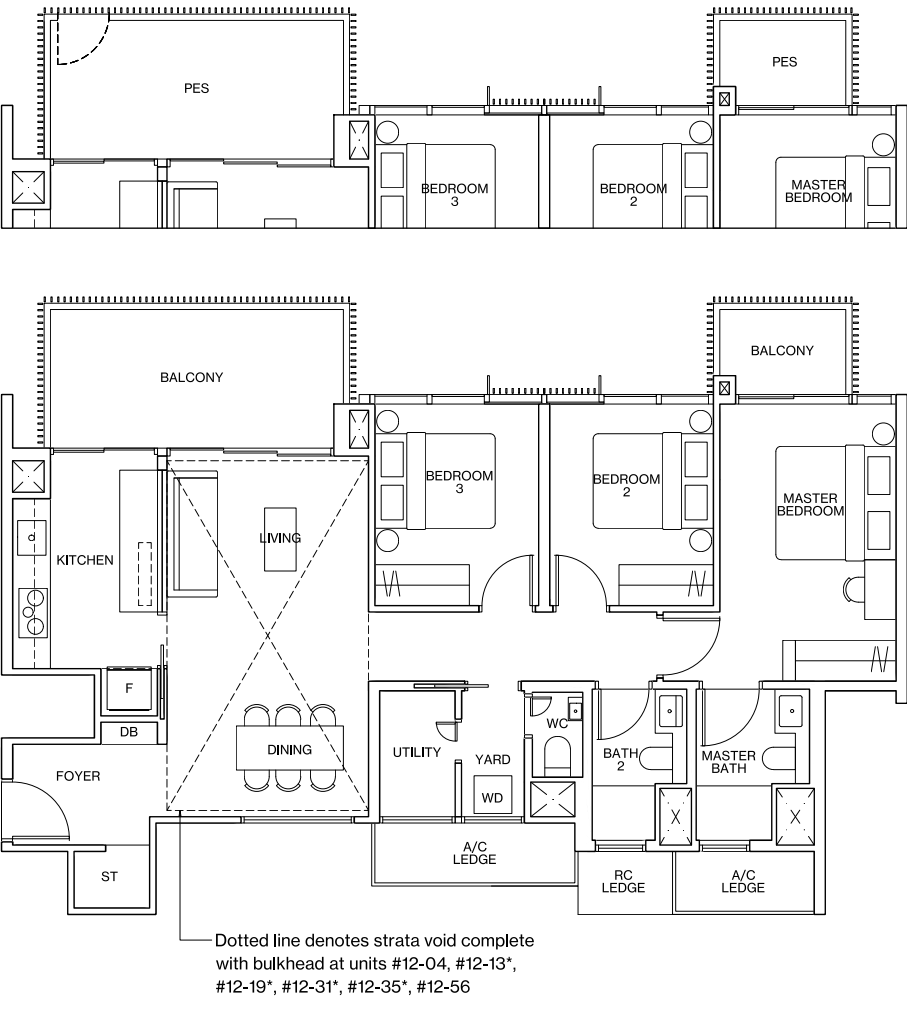 PES
PES
BEDROOM
3
BEDROOM
2
MASTER
BEDROOM
BALCONY
BALCONY
BEDROOM
3
BEDROOM
2
MASTER
BEDROOM
LIVING
KITCHEN
F
DB
FOYER
DINING
UTILITY
YARD
WD
WC
BATH
2
MASTER
BATH
ST
A/C
LEDGE
RC
LEDGE
A/C
LEDGE
Dotted line denotes strata void complete
with bulkhead at units #12-04, #12-13*,
#12-19*, #12-31*, #12-35*, #12-56